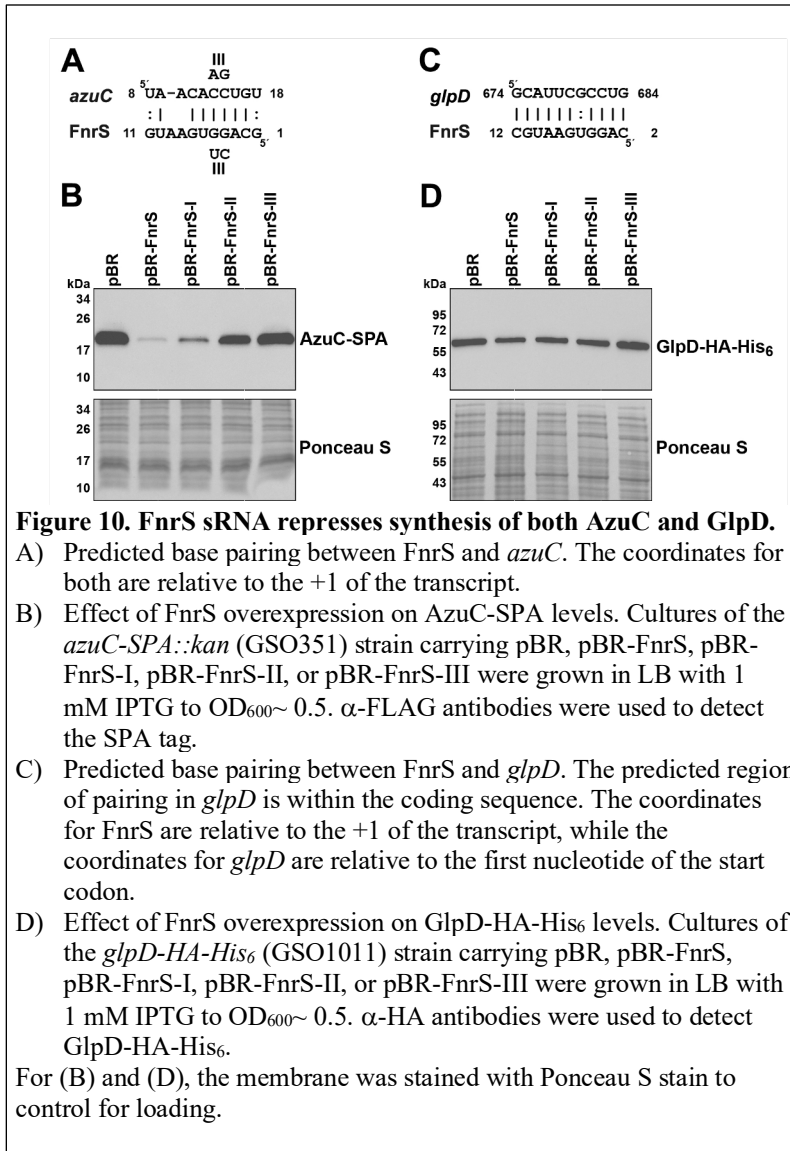 A
C
III
AG
5´
azuC 8 UA-ACACCUGU 18
FnrS 11 GUAAGUGGACG 1
5´
UC
III
5´
glpD 674 GCAUUCGCCUG 684
FnrS 12 CGUAAGUGGAC 2
5´
B
pBR
pBR-FnrS
pBR-FnrS-I
pBR-FnrS-II
pBR-FnrS-III
kDa
34
26
17
10
AzuC-SPA
34
26
17
10
Ponceau S
D
pBR
pBR-FnrS
pBR-FnrS-I
pBR-FnrS-II
pBR-FnrS-III
kDa
95
72
55
43
GlpD-HA-His6
95
72
55
43
Ponceau S
Figure 10. FnrS sRNA represses synthesis of both AzuC and GlpD.
A) Predicted base pairing between FnrS and azuC. The coordinates for
both are relative to the +1 of the transcript.
B) Effect of FnrS overexpression on AzuC-SPA levels. Cultures of the
azuC-SPA::kan (GSO351) strain carrying pBR, pBR-FnrS, pBR-
FnrS-I, pBR-FnrS-II, or pBR-FnrS-III were grown in LB with 1
mM IPTG to OD600~ 0.5. α-FLAG antibodies were used to detect
the SPA tag.
C) Predicted base pairing between FnrS and glpD. The predicted region
of pairing in glpD is within the coding sequence. The coordinates
for FnrS are relative to the +1 of the transcript, while the
coordinates for glpD are relative to the first nucleotide of the start
codon.
D) Effect of FnrS overexpression on GlpD-HA-His6 levels. Cultures of
the glpD-HA-His6 (GSO1011) strain carrying pBR, pBR-FnrS,
pBR-FnrS-I, pBR-FnrS-II, or pBR-FnrS-III were grown in LB with
1 mM IPTG to OD600~ 0.5. α-HA antibodies were used to detect
GlpD-HA-His6.
For (B) and (D), the membrane was stained with Ponceau S stain to
control for loading.